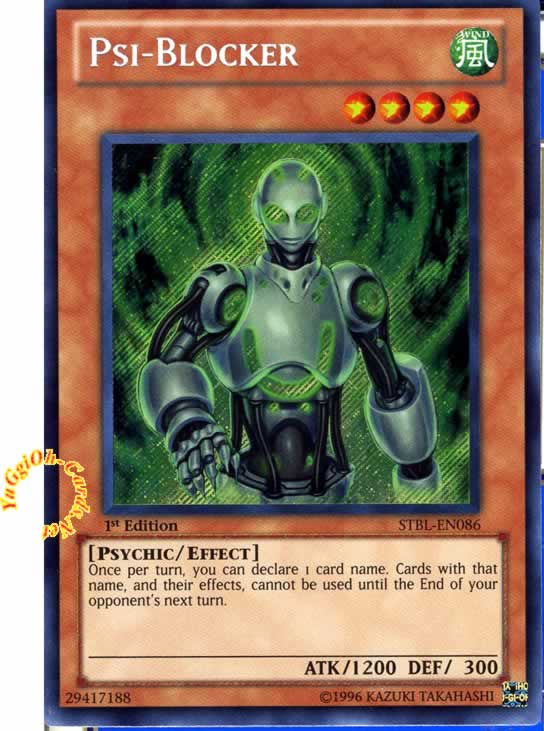 Psi-Blocker
WIND
風
YuGgiOh-Cards.Net
1st Edition
STBL-EN086
[Psychic/Effect]
Once per turn, you can declare 1 card name. Cards with that
name, and their effects, cannot be used until the End of your
opponent's next turn.
ATK/1200 DEF/ 300
29417188
©1996 KAZUKI TAKAHASHI